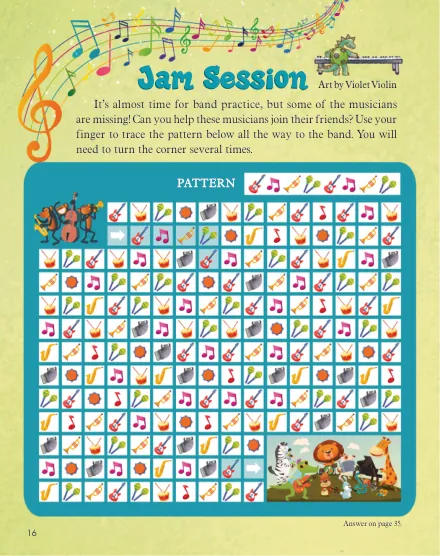 Jam Session
Art by Violet Violin
It's almost time for band practice, but some of the musicians
are missing! Can you help these musicians join their friends? Use your
finger to trace the pattern below all the way to the band. You will
need to turn the corner several times.
PATTERN
Answer on page 35.
16